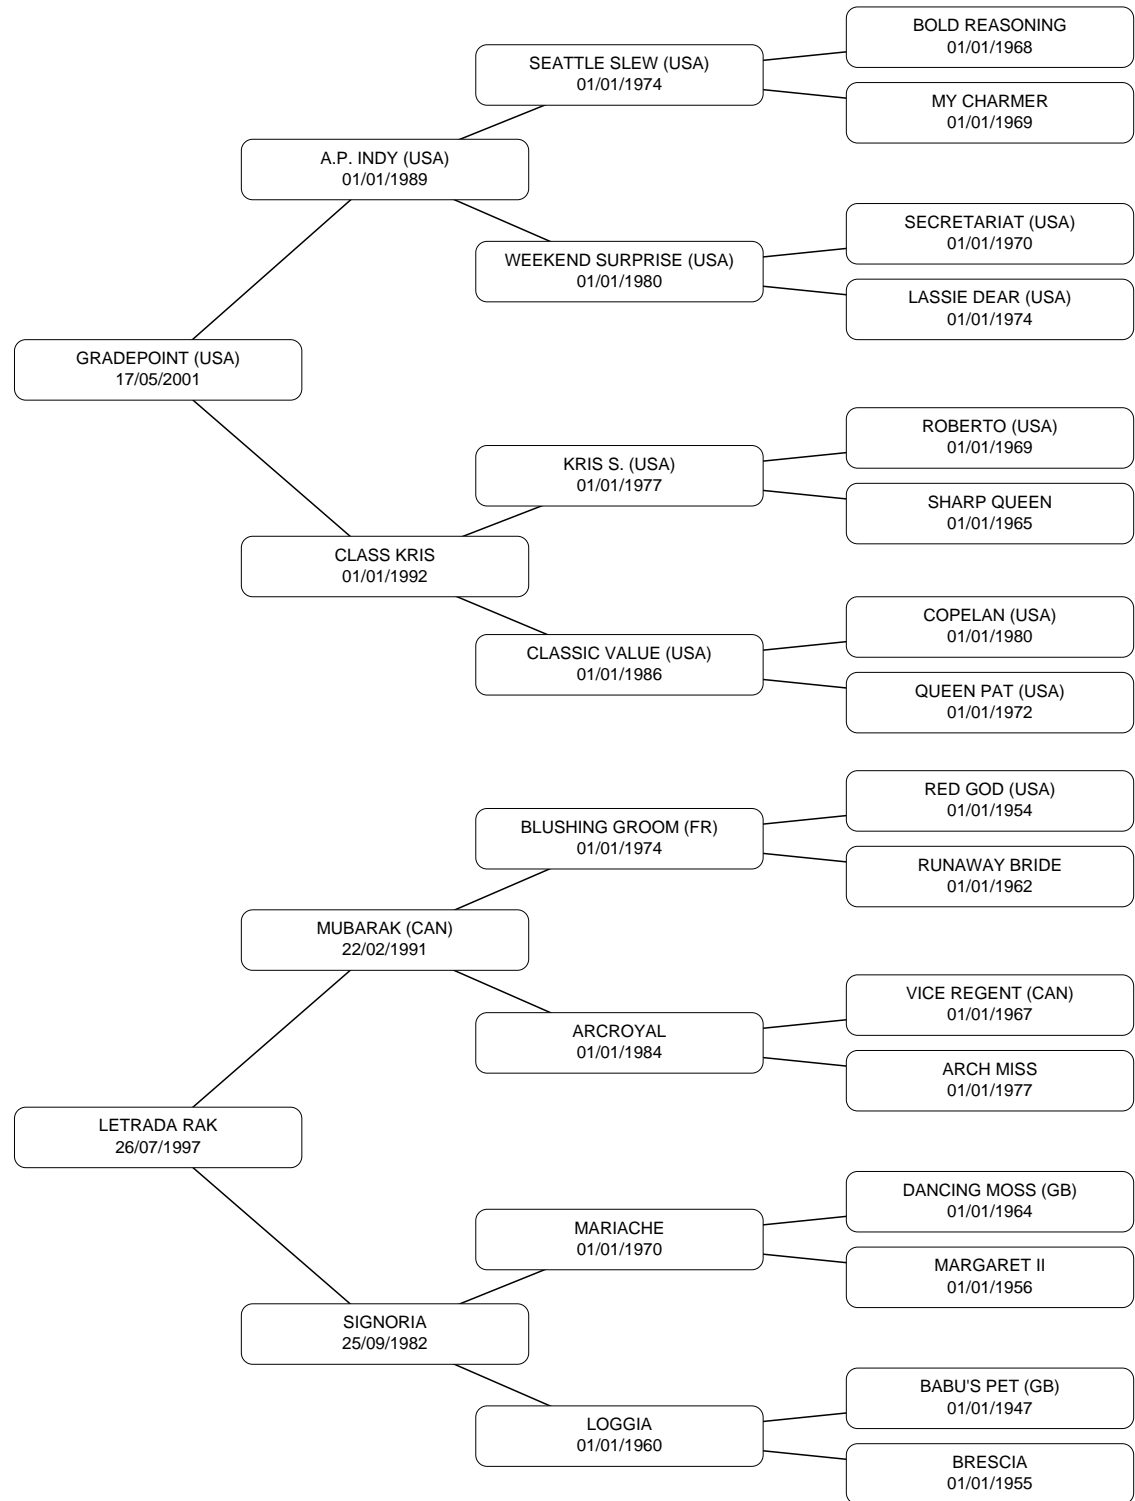 BOLD REASONING
01/01/1968
SEATTLE SLEW (USA)
01/01/1974
MY CHARMER
01/01/1969
A.P. INDY (USA)
01/01/1989
SECRETARIAT (USA)
01/01/1970
WEEKEND SURPRISE (USA)
01/01/1980
LASSIE DEAR (USA)
01/01/1974
GRADEPOINT (USA)
17/05/2001
ROBERTO (USA)
01/01/1969
KRIS S. (USA)
01/01/1977
SHARP QUEEN
01/01/1965
CLASS KRIS
01/01/1992
COPELAN (USA)
01/01/1980
CLASSIC VALUE (USA)
01/01/1986
QUEEN PAT (USA)
01/01/1972
RED GOD (USA)
01/01/1954
BLUSHING GROOM (FR)
01/01/1974
RUNAWAY BRIDE
01/01/1962
MUBARAK (CAN)
22/02/1991
VICE REGENT (CAN)
01/01/1967
ARCROYAL
01/01/1984
ARCH MISS
01/01/1977
LETRADA RAK
26/07/1997
DANCING MOSS (GB)
01/01/1964
MARIACHE
01/01/1970
MARGARET II
01/01/1956
SIGNORIA
25/09/1982
BABU'S PET (GB)
01/01/1947
LOGGIA
01/01/1960
BRESCIA
01/01/1955